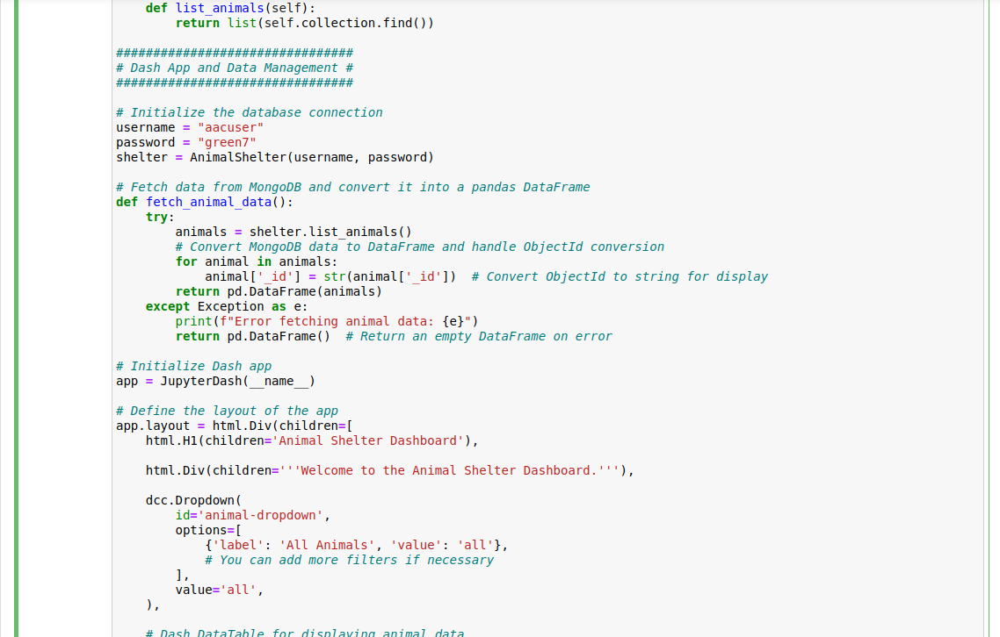 def list_animals(self):
return list(self.collection.find())
################################
# Dash App and Data Management #
################################
# Initialize the database connection
username = "aacuser"
password = "green7"
shelter = AnimalShelter(username, password)
# Fetch data from MongoDB and convert it into a pandas DataFrame
def fetch_animal_data():
try:
animals = shelter.list_animals()
# Convert MongoDB data to DataFrame and handle ObjectId conversion
for animal in animals:
animal['_id'] = str(animal['_id'])  # Convert ObjectId to string for display
return pd.DataFrame(animals)
except Exception as e:
print(f"Error fetching animal data: {e}")
return pd.DataFrame()  # Return an empty DataFrame on error
# Initialize Dash app
app = JupyterDash(__name__)
# Define the layout of the app
app.layout = html.Div(children=[
html.H1(children='Animal Shelter Dashboard'),
html.Div(children='''Welcome to the Animal Shelter Dashboard.'''),
dcc.Dropdown(
id='animal-dropdown',
options=[
{'label': 'All Animals', 'value': 'all'},
# You can add more filters if necessary
],
value='all',
),
# Dash DataTable for displaying animal data